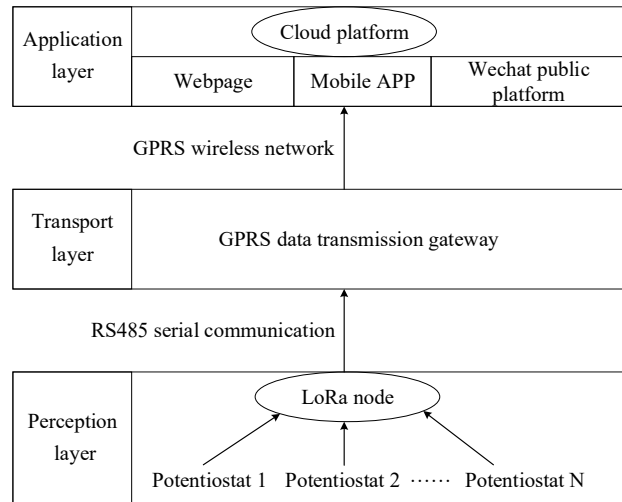 Application
layer
Cloud platform
Webpage
Mobile APP
Wechat public
platform
GPRS wireless network
Transport
layer
GPRS data transmission gateway
RS485 serial communication
Perception
layer
LoRa node
Potentiostat 1
Potentiostat 2
······
Potentiostat N